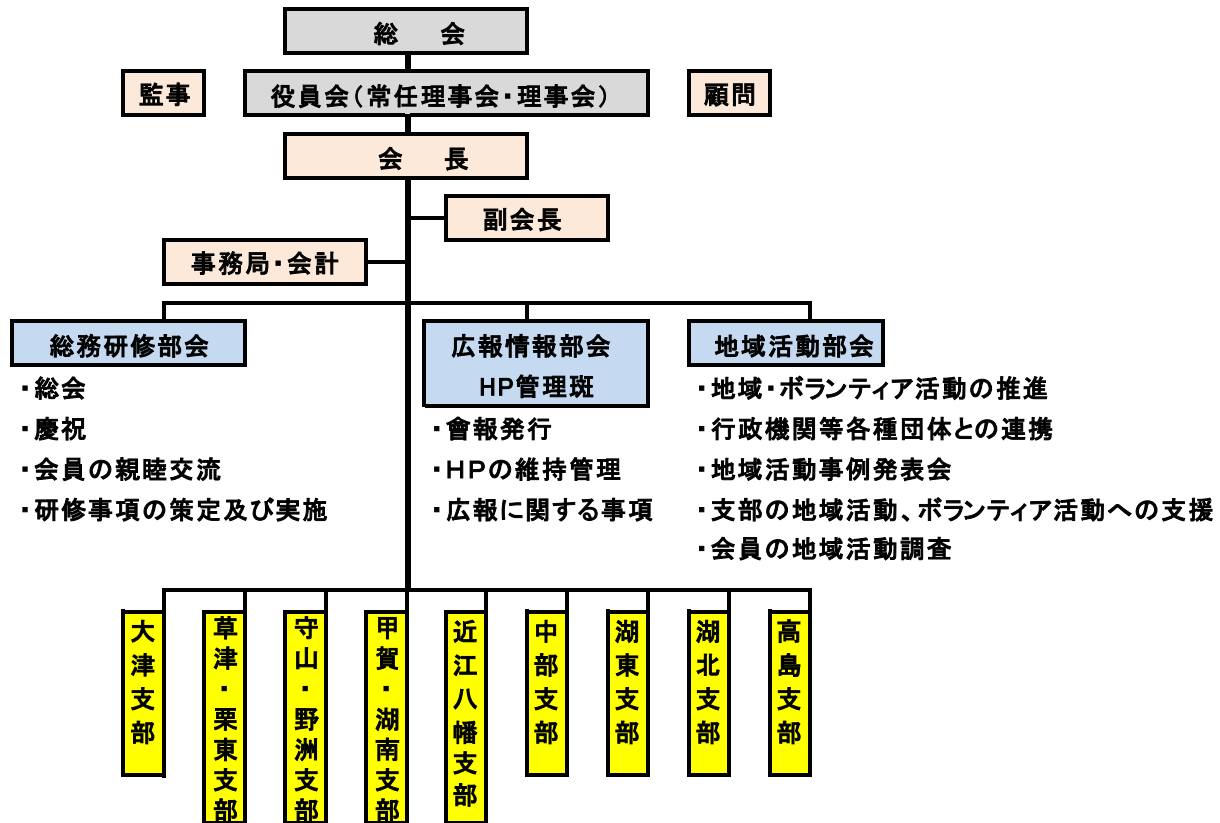 総　会
監事
役員会（常任理事会・理事会）
顧問
会　長
副会長
事務局・会計
総務研修部会
・総会
・慶祝
・会員の親睦交流
・研修事項の策定及び実施
広報情報部会
HP管理斑
・會報発行
・HPの維持管理
・広報に関する事項
地域活動部会
・地域・ボランティア活動の推進
・行政機関等各種団体との連携
・地域活動事例発表会
・支部の地域活動、ボランティア活動への支援
・会員の地域活動調査
大津支部
草津・栗東支部
守山・野洲支部
甲賀・湖南支部
近江八幡支部
中部支部
湖東支部
湖北支部
高島支部